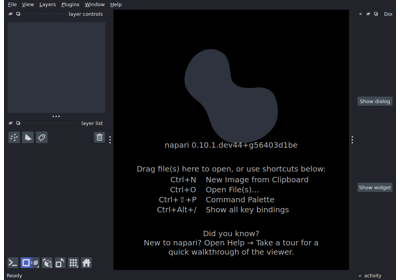 File View Layers Plugins Window Help
layer controls
layer list
napari 0.10.1.dev44+g56403d1be
Drag file(s) here to open, or use shortcuts below:
Ctrl+N New Image from Clipboard
Ctrl+O Open File(s)...
Ctrl+⇧+P Command Palette
Ctrl+Alt+/ Show all key bindings
Did you know?
New to napari? Open Help → Take a tour for a
quick walkthrough of the viewer.
Show dialog
Show widget
Ready
activity